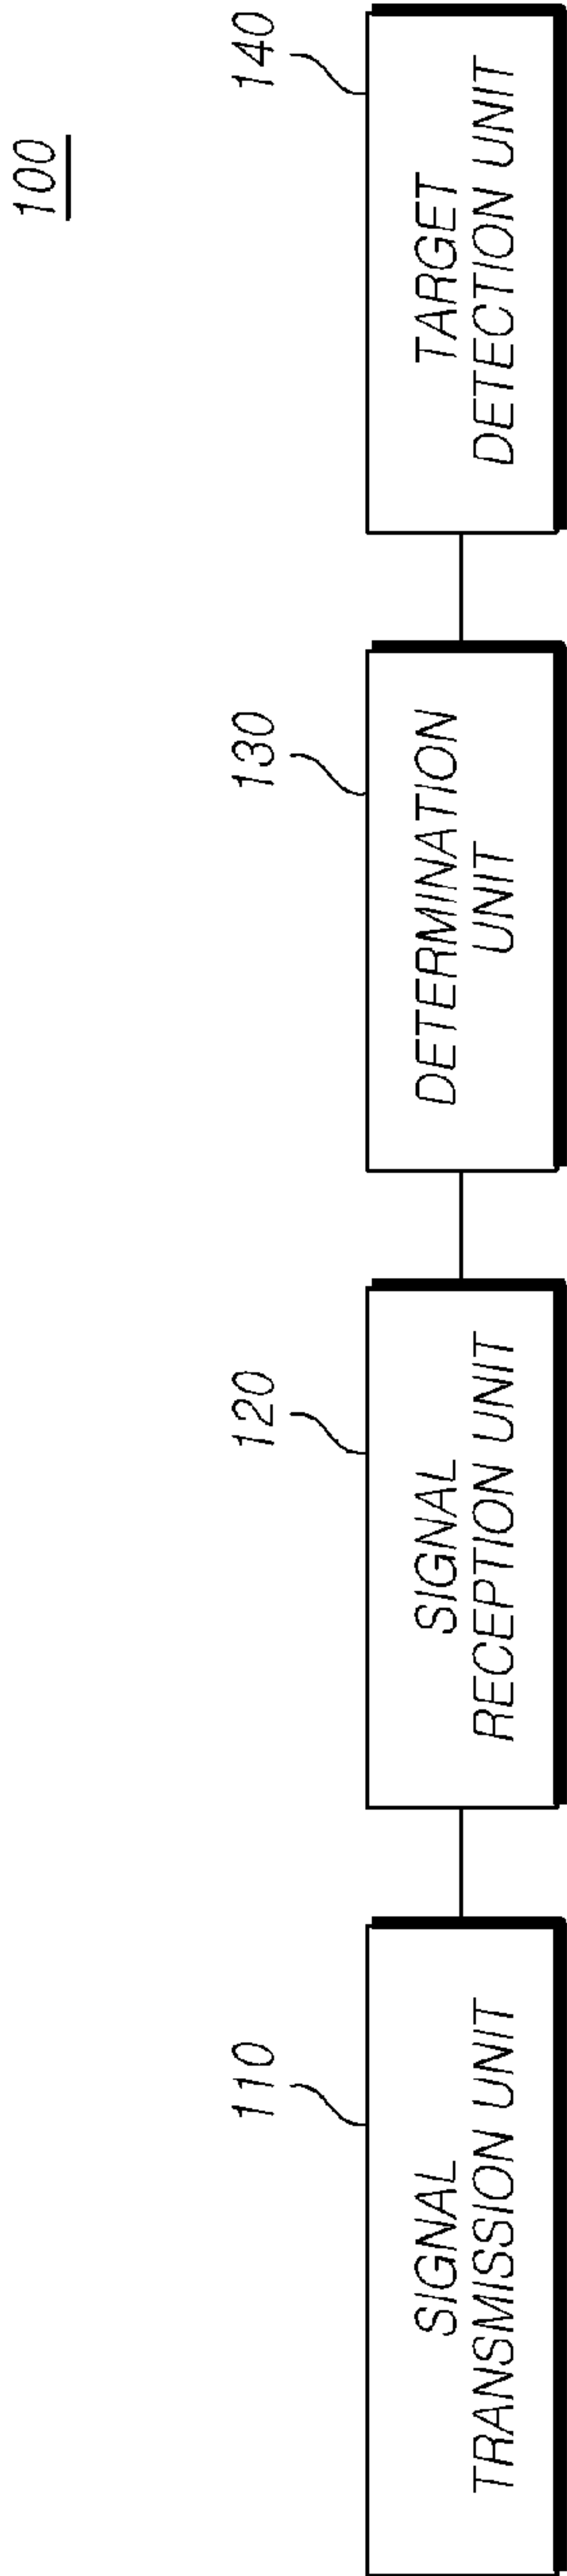 100
110
120
130
140
SIGNAL
TRANSMISSION UNIT
SIGNAL
RECEPTION UNIT
DETERMINATION
UNIT
TARGET
DETECTION UNIT